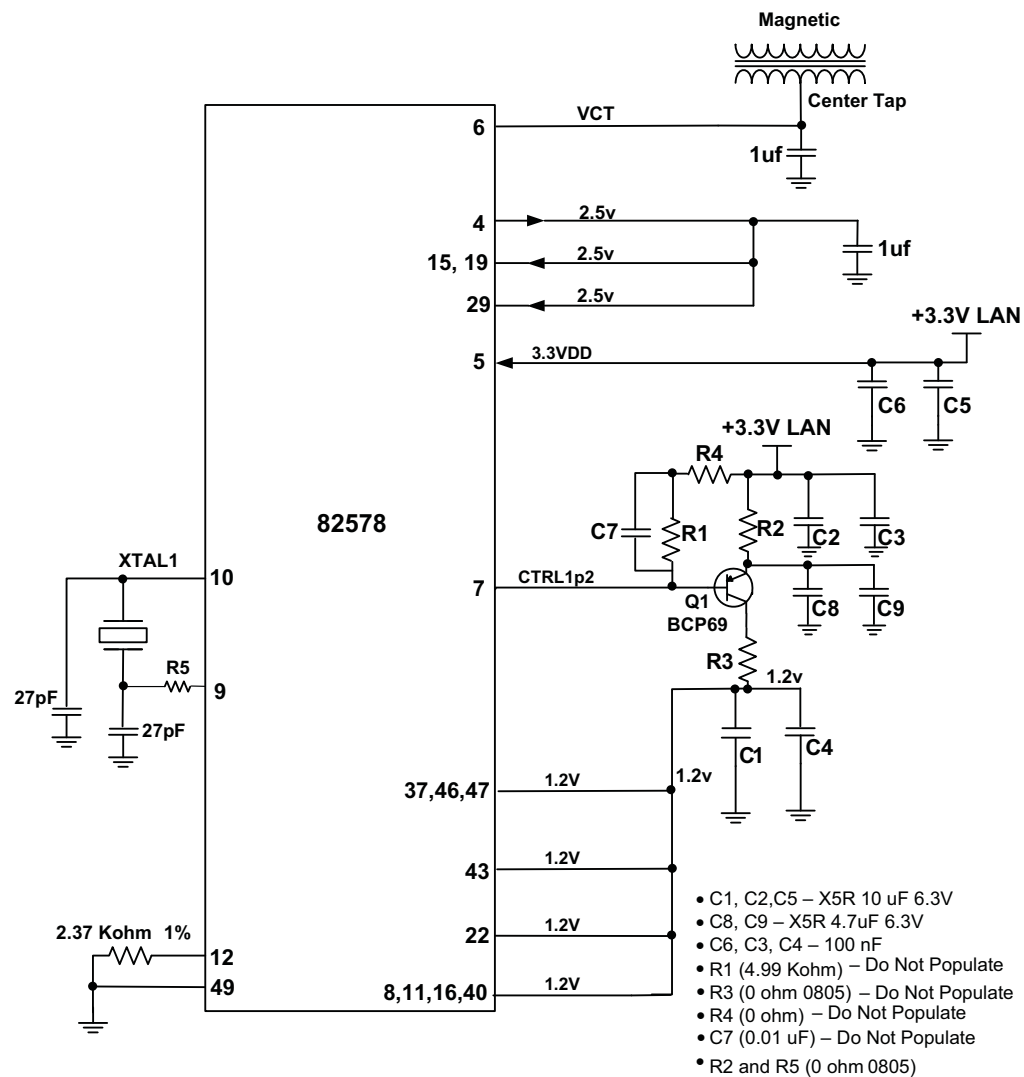 Magnetic
Center Tap
6
VCT
1uf
4
2.5v
1uf
15, 19
2.5v
29
2.5v
+3.3V LAN
5
3.3VDD
C6
C5
+3.3V LAN
R4
82578
C7
R1
R2
C2
C3
XTAL1
10
7
CTRL1p2
Q1
BCP69
C8
C9
R5
9
R3
1.2v
27pF
27pF
C1
C4
1.2v
37,46,47
1.2V
43
1.2V
22
1.2V
8,11,16,40
1.2V
2.37 Kohm 1%
12
49
• C1, C2,C5 – X5R 10 uF 6.3V
• C8, C9 – X5R 4.7uF 6.3V
• C6, C3, C4 – 100 nF
• R1 (4.99 Kohm) – Do Not Populate
• R3 (0 ohm 0805) – Do Not Populate
• R4 (0 ohm) – Do Not Populate
• C7 (0.01 uF) – Do Not Populate
• R2 and R5 (0 ohm 0805)